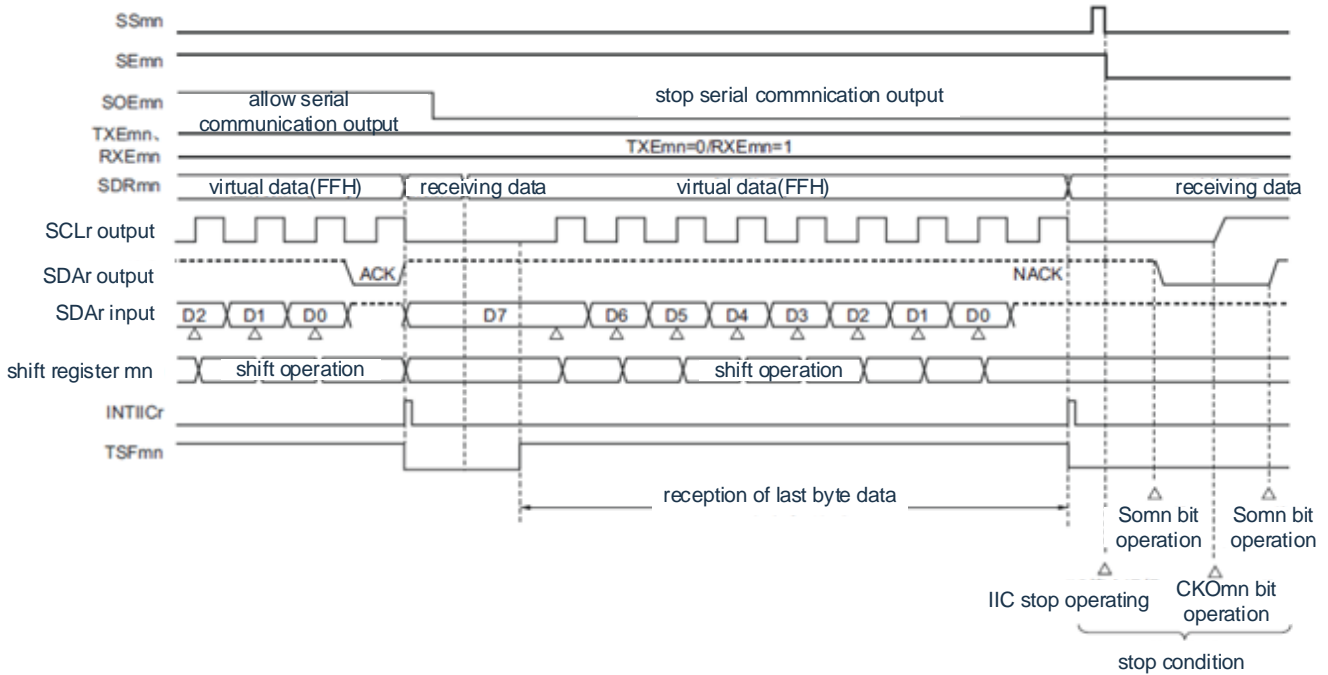 SSmn
SEmn
SOEmn
allow serial
communication output
stop serial commnication output
TXEmn、
RXEmn
TXEmn=0/RXEmn=1
SDRmn
virtual data(FFH)
receiving data
virtual data(FFH)
receiving data
SCLr output
SDAr output
ACK
NACK
SDAr input
D2
D1
D0
D7
D6
D5
D4
D3
D2
D1
D0
shift register mn
shift operation
shift operation
INTIICr
TSFmn
reception of last byte data
Somn bit
operation
Somn bit
operation
IIC stop operating
CKOmn bit
operation
stop condition